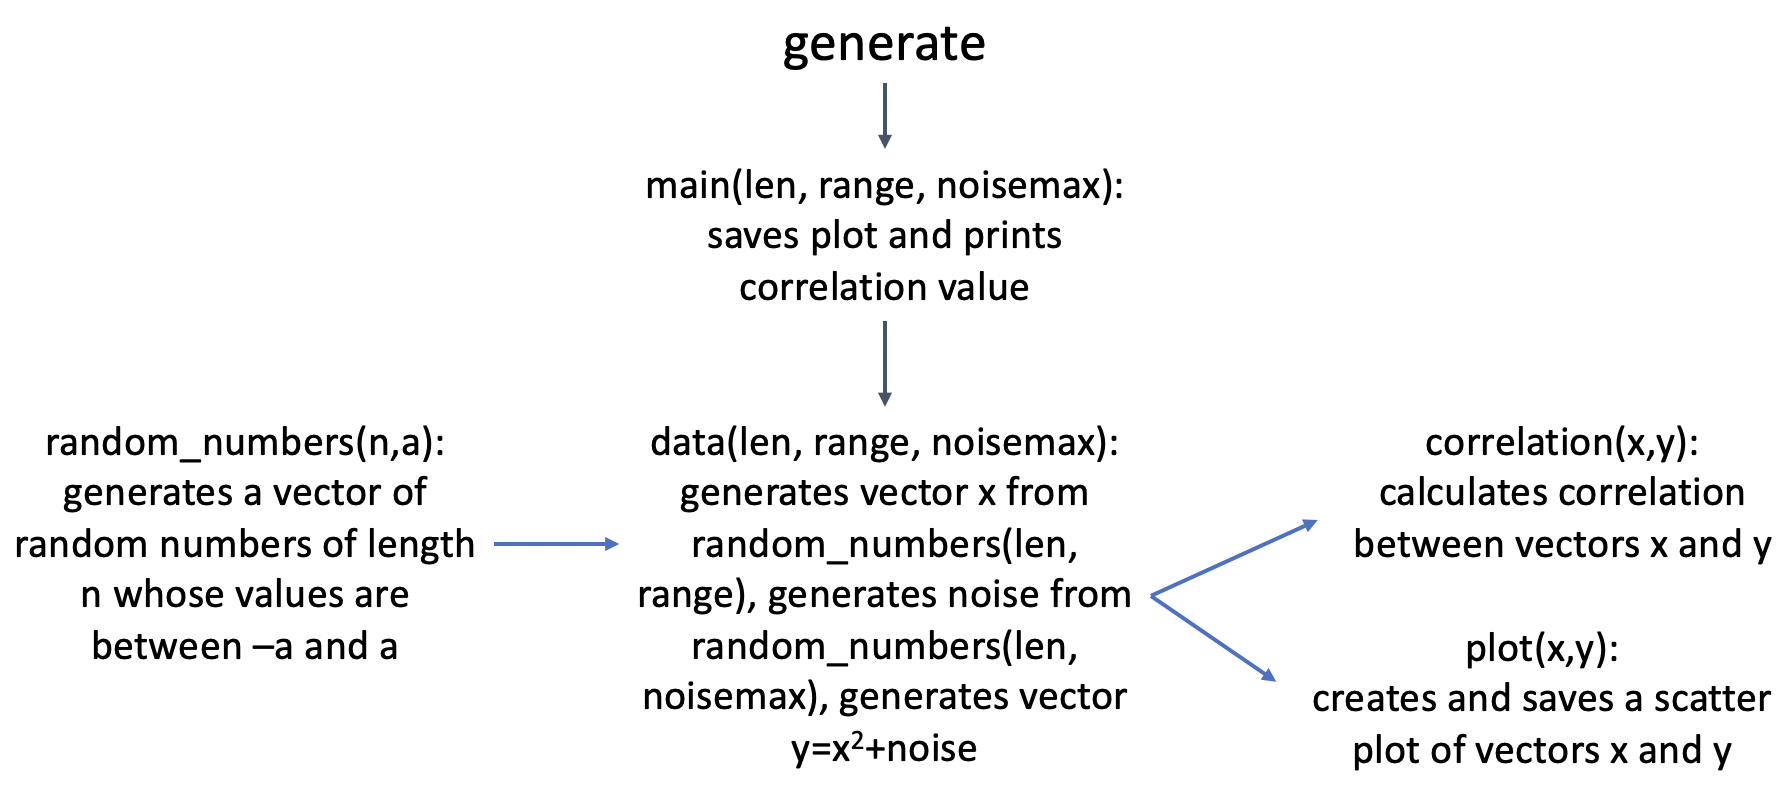 generate
main(len, range, noisemax):
saves plot and prints
correlation value
random_numbers(n,a):
generates a vector of
random numbers of length
n whose values are
between –a and a
data(len, range, noisemax):
generates vector x from
random_numbers(len,
range), generates noise from
random_numbers(len,
noisemax), generates vector
y=x²+noise
correlation(x,y):
calculates correlation
between vectors x and y
plot(x,y):
creates and saves a scatter
plot of vectors x and y